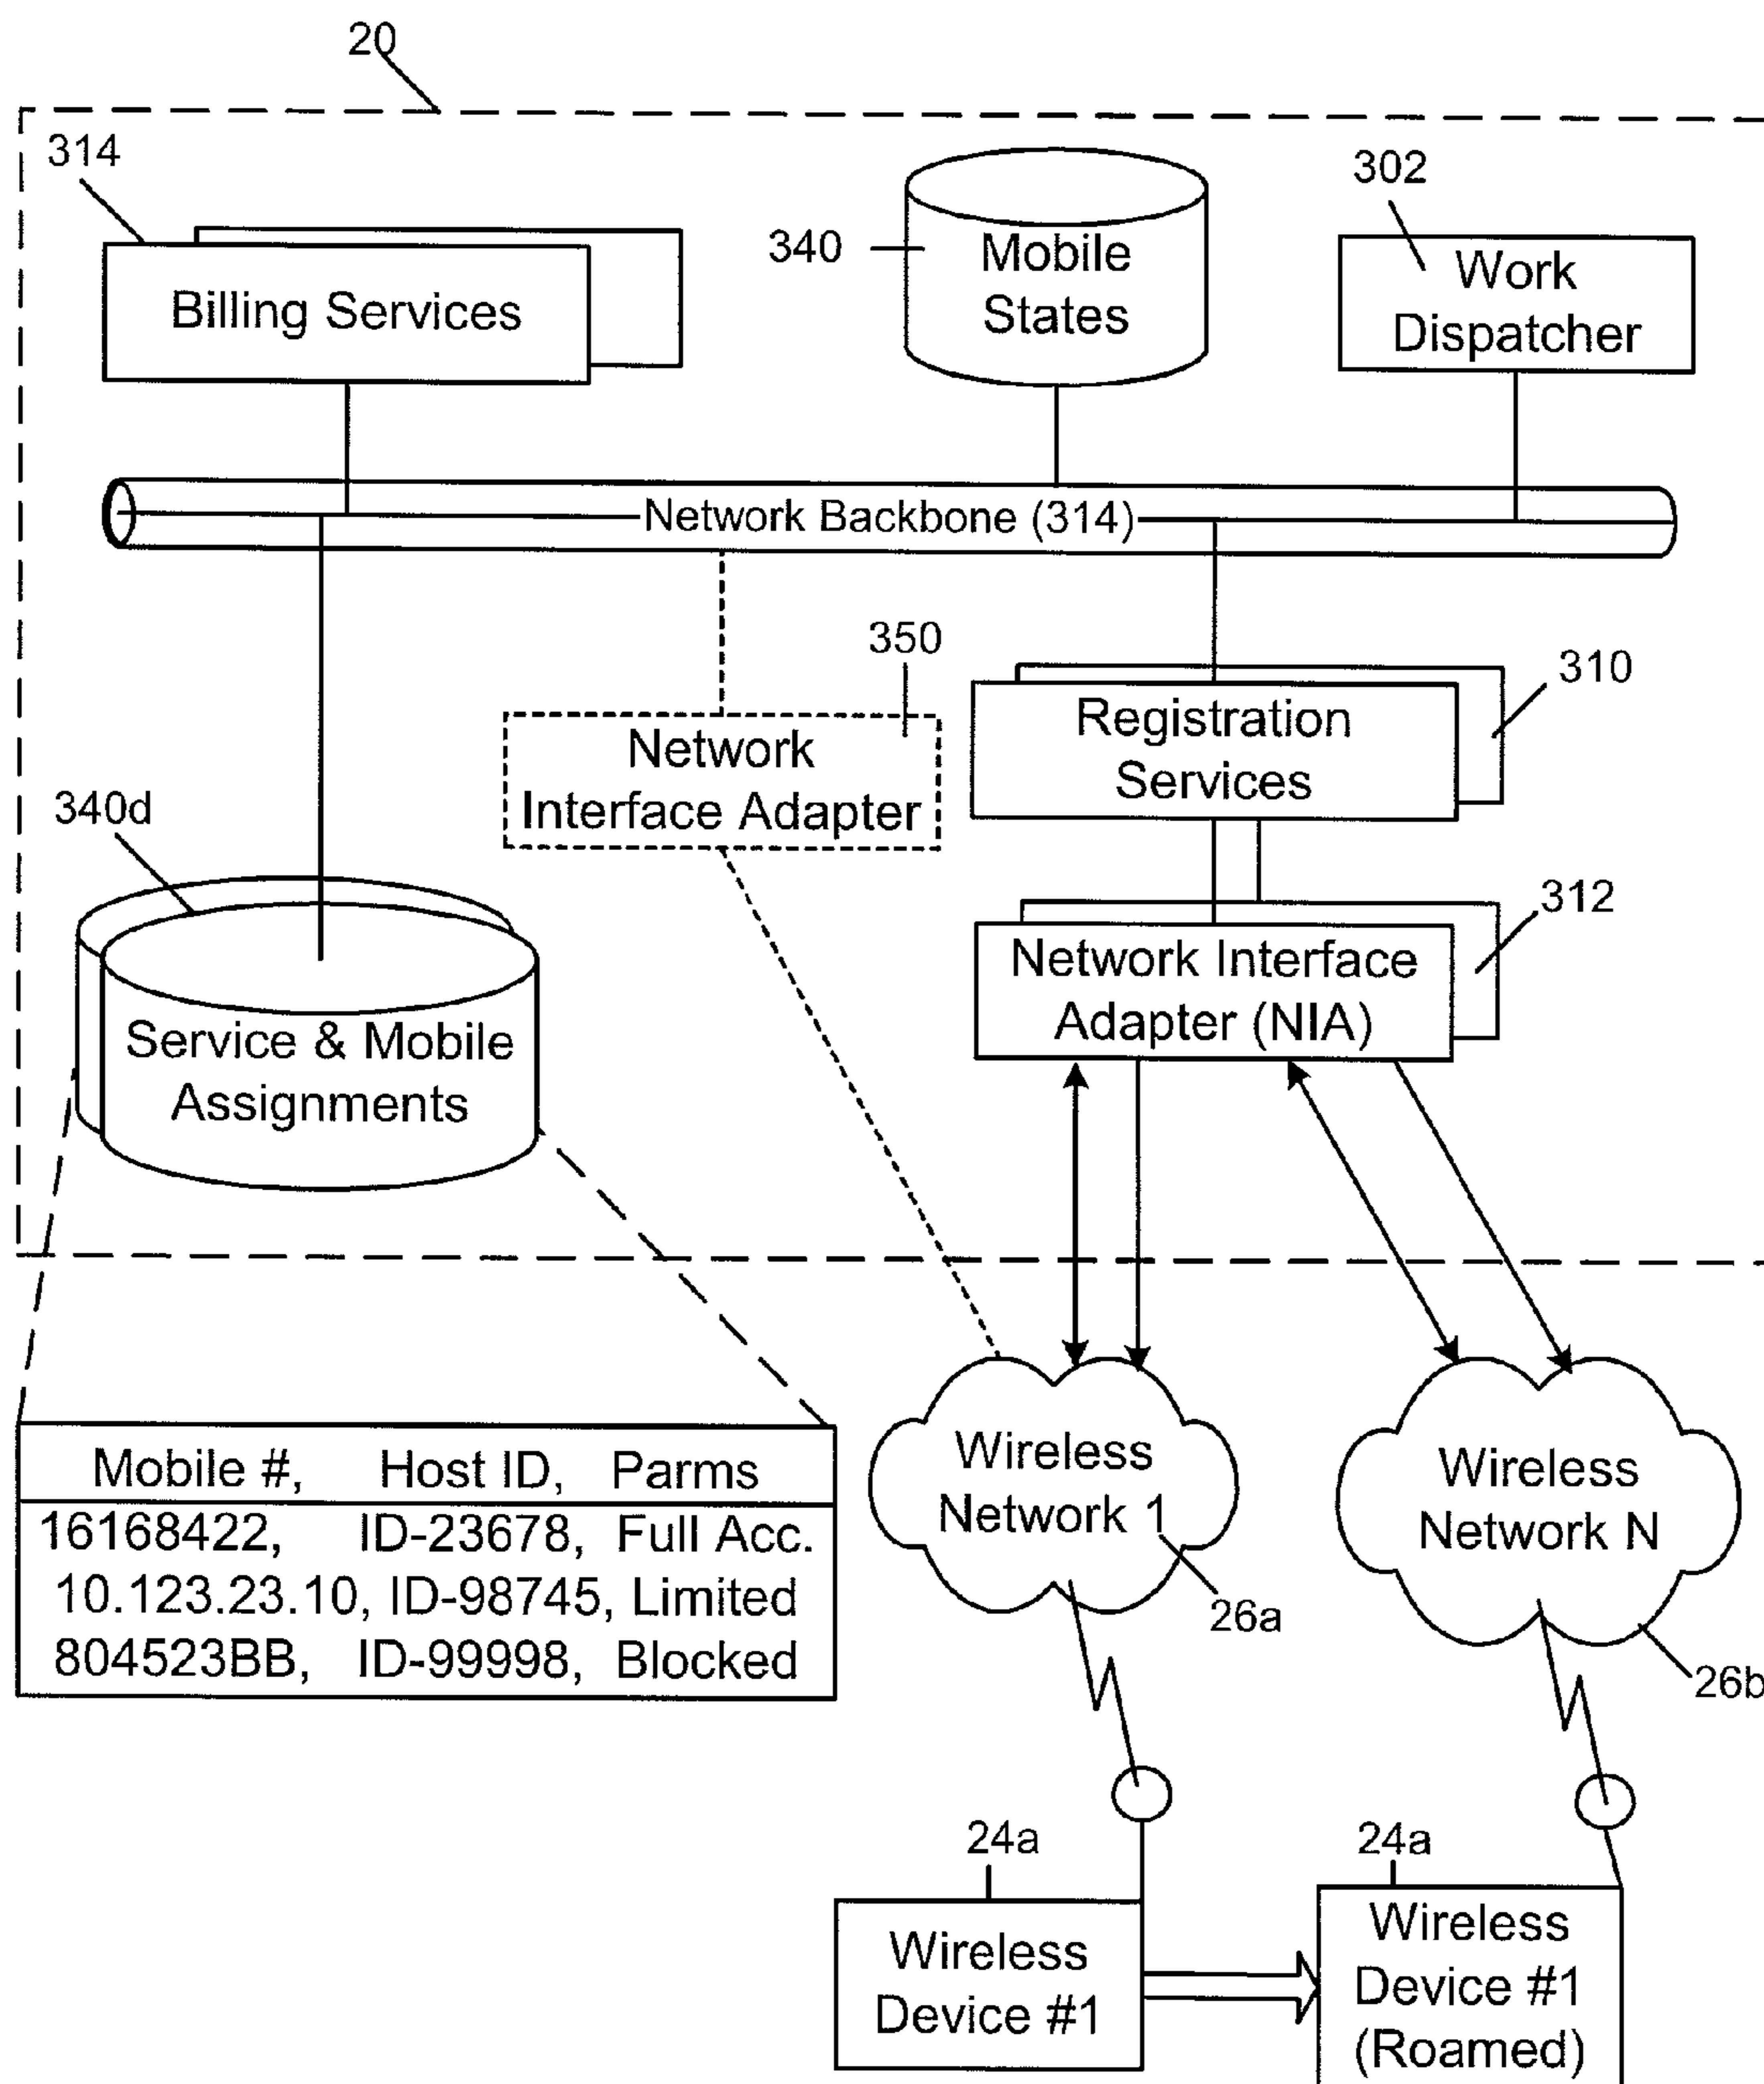 20
314
302
340
Billing Services
Mobile
States
Work
Dispatcher
Network Backbone (314)
350
310
Network
Interface Adapter
Registration
Services
340d
312
Network Interface
Adapter (NIA)
Service & Mobile
Assignments
Mobile #, Host ID, Parms
16168422, ID-23678, Full Acc.
10.123.23.10, ID-98745, Limited
804523BB, ID-99998, Blocked
Wireless
Network 1
26a
Wireless
Network N
26b
24a
24a
Wireless
Device #1
Wireless
Device #1
(Roamed)